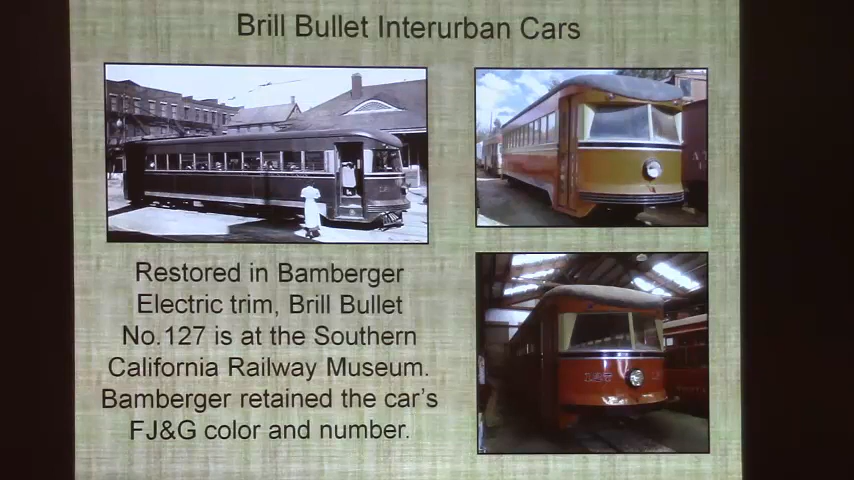 Brill Bullet Interurban Cars
Restored in Bamberger
Electric trim, Brill Bullet
No.127 is at the Southern
California Railway Museum.
Bamberger retained the car's
FJ&G color and number.
127